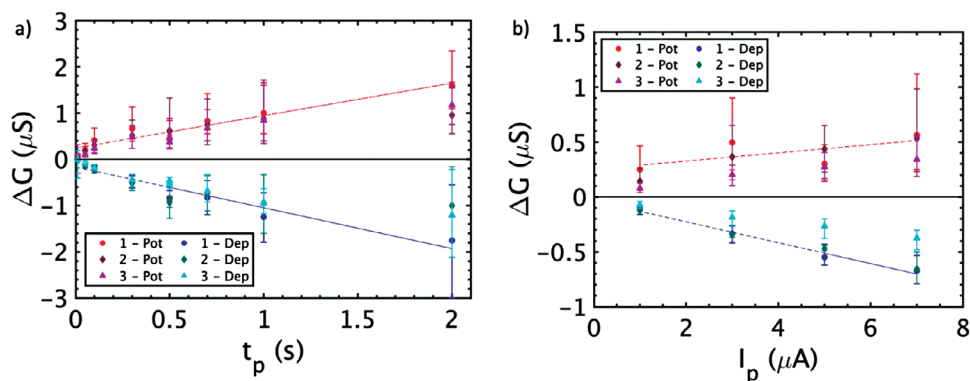 a)
3
2
1
0
-1
-2
-3
ΔG (μS)
1 - Pot 1 - Dep
2 - Pot 2 - Dep
3 - Pot 3 - Dep
0 0.5 1 1.5 2
t_p (s)
b)
1.5
1
0.5
0
-0.5
-1
ΔG (μS)
1 - Pot 1 - Dep
2 - Pot 2 - Dep
3 - Pot 3 - Dep
0 2 4 6 8
I_p (μA)